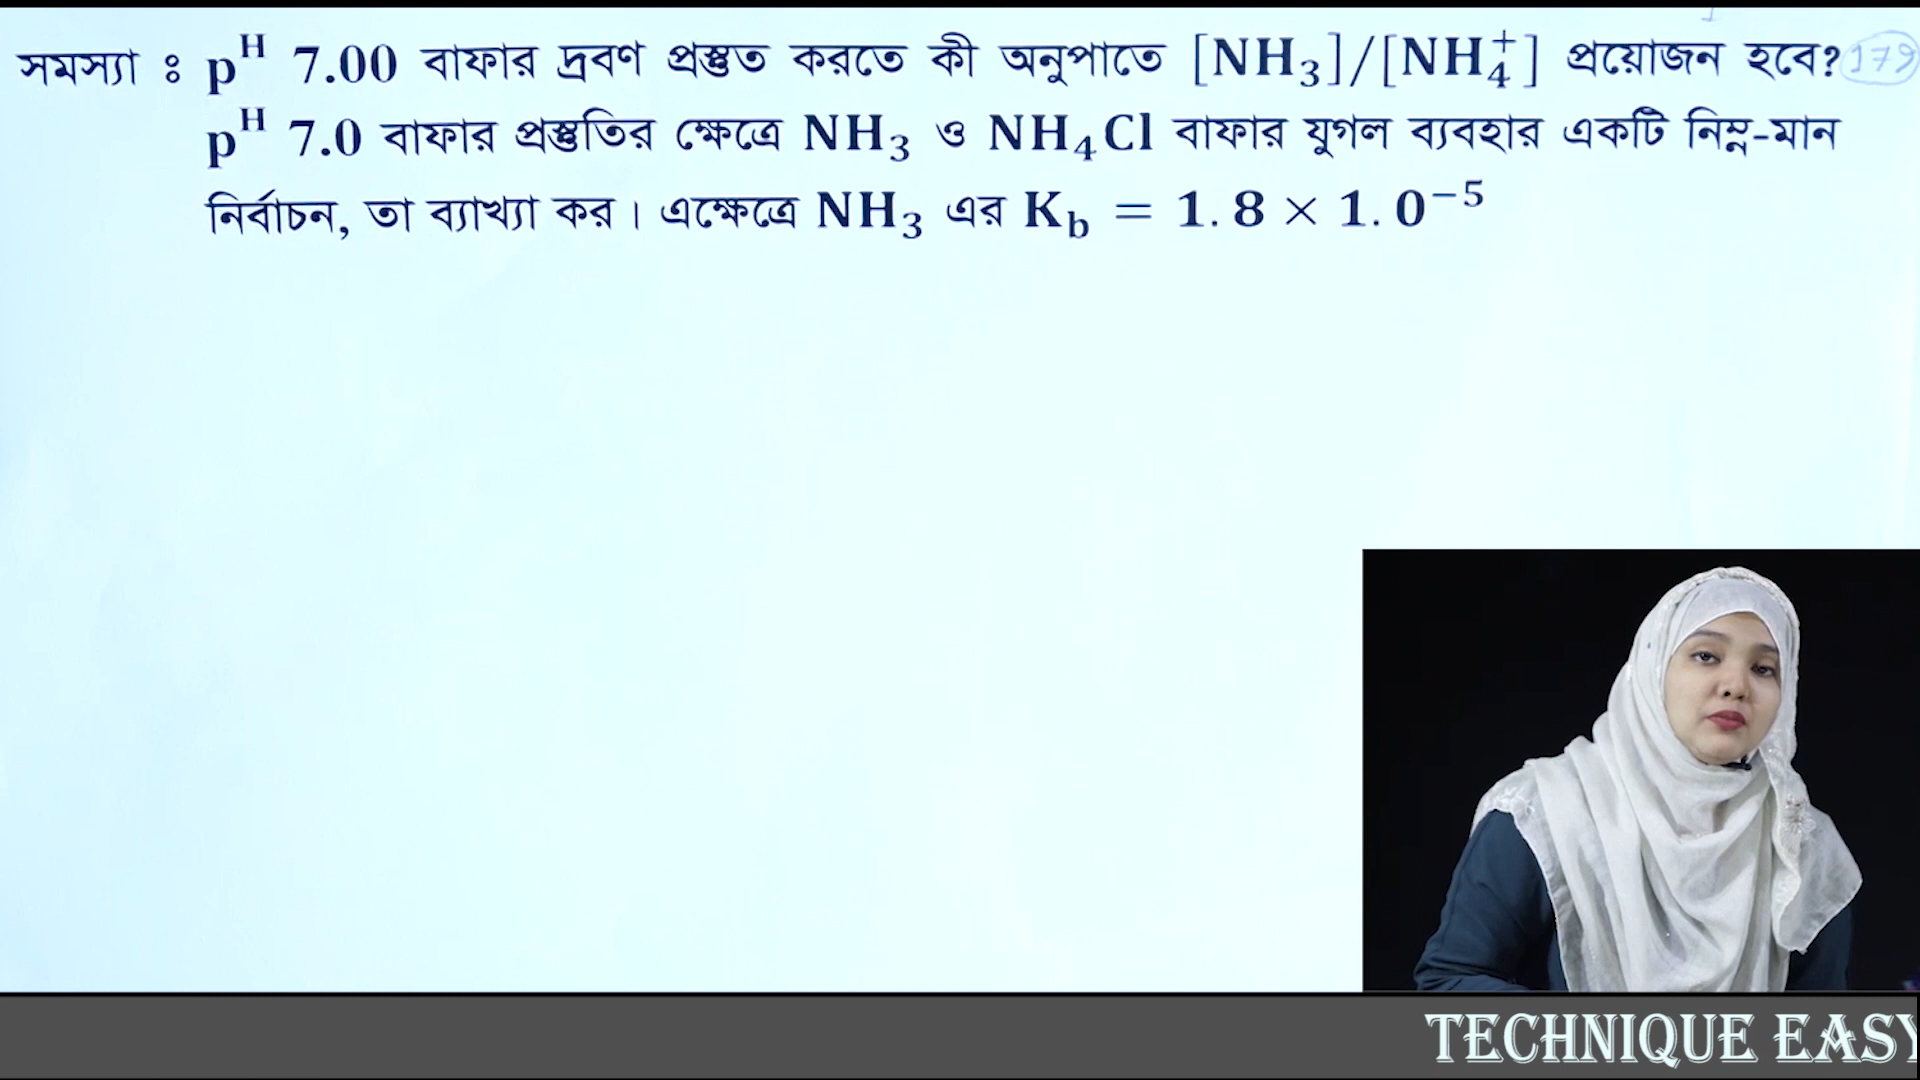 সমস্যা ঃ pᴴ 7.00 বাফার দ্রবণ প্রস্তুত করতে কী অনুপাতে [NH₃]/[NH₄⁺] প্রয়োজন হবে? 179
pᴴ 7.0 বাফার প্রস্তুতির ক্ষেত্রে NH₃ ও NH₄Cl বাফার যুগল ব্যবহার একটি নিম্ন-মান
নির্বাচন, তা ব্যাখ্যা কর। এক্ষেত্রে NH₃ এর K_b = 1.8 × 1.0⁻⁵
TECHNIQUE EASY